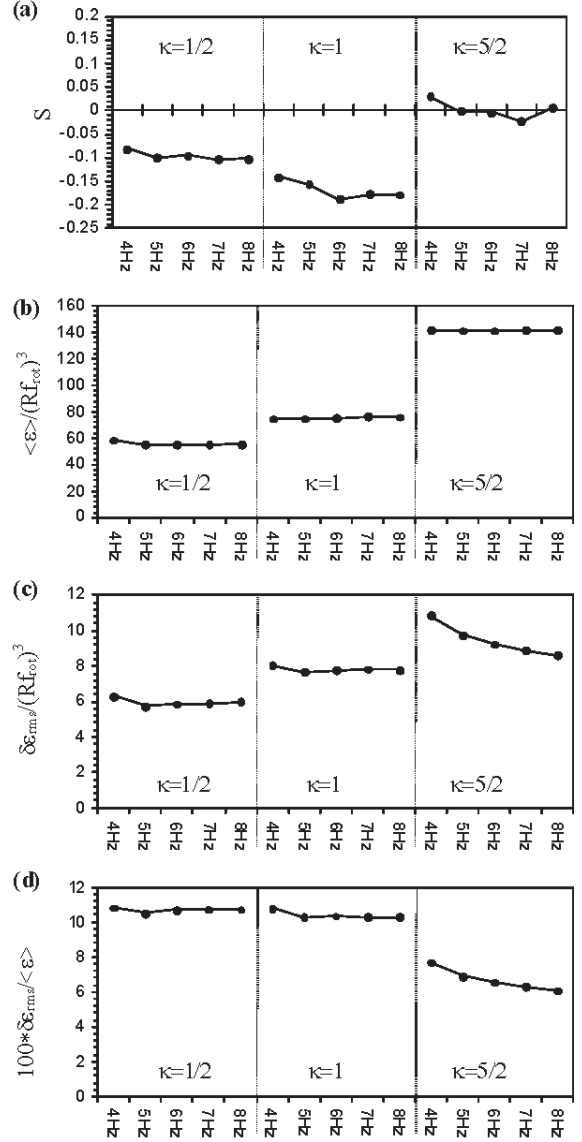 (a)
0.2
0.15
0.1
0.05
0
-0.05
-0.1
-0.15
-0.2
-0.25
S
κ=1/2 κ=1 κ=5/2
4Hz 5Hz 6Hz 7Hz 8Hz 4Hz 5Hz 6Hz 7Hz 8Hz 4Hz 5Hz 6Hz 7Hz 8Hz
(b)
160
140
120
100
80
60
40
20
0
<ε>/(Rf_rot)^3
κ=1/2 κ=1 κ=5/2
4Hz 5Hz 6Hz 7Hz 8Hz 4Hz 5Hz 6Hz 7Hz 8Hz 4Hz 5Hz 6Hz 7Hz 8Hz
(c)
12
10
8
6
4
2
0
δε_rms/(Rf_rot)^3
κ=1/2 κ=1 κ=5/2
4Hz 5Hz 6Hz 7Hz 8Hz 4Hz 5Hz 6Hz 7Hz 8Hz 4Hz 5Hz 6Hz 7Hz 8Hz
(d)
12
10
8
6
4
2
0
100*δε_rms/<ε>
κ=1/2 κ=1 κ=5/2
4Hz 5Hz 6Hz 7Hz 8Hz 4Hz 5Hz 6Hz 7Hz 8Hz 4Hz 5Hz 6Hz 7Hz 8Hz